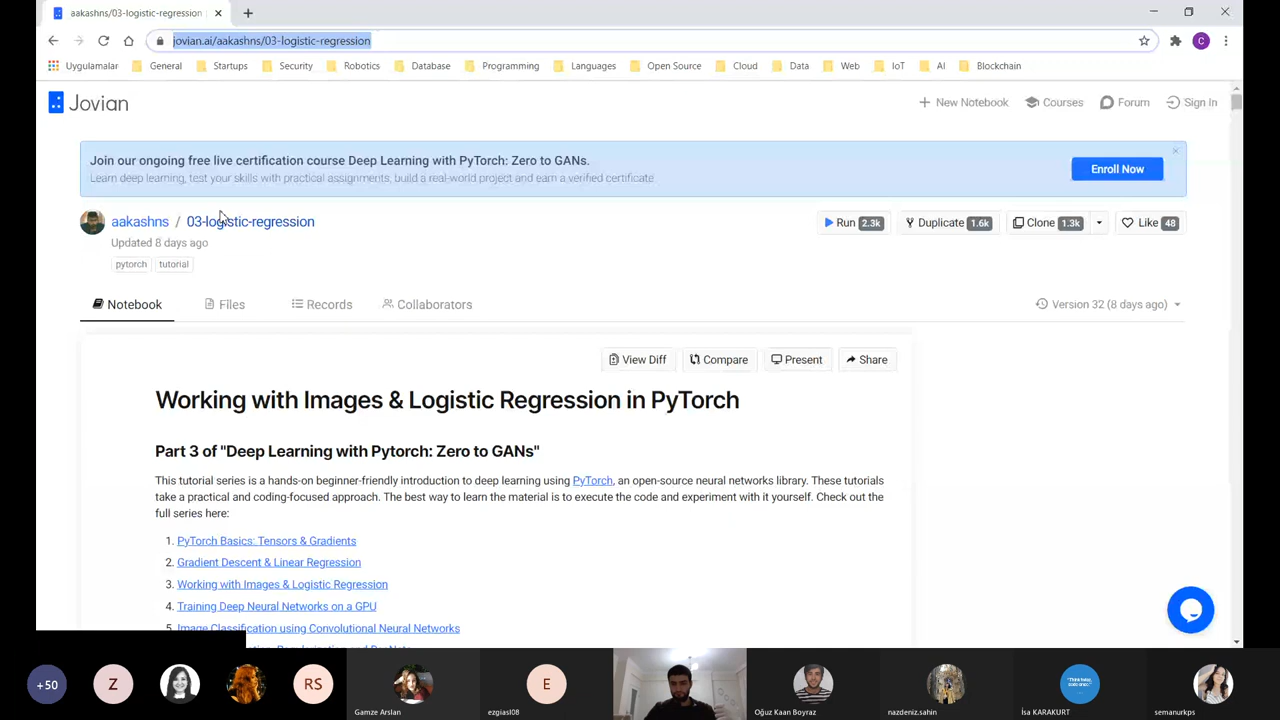 aakashns/03-logistic-regression
jovian.ai/aakashns/03-logistic-regression
C
Uygulamalar General Startups Security Robotics Database Programming Languages Open Source Cloud Data Web IoT AI Blockchain
Jovian
New Notebook Courses Forum Sign In
Join our ongoing free live certification course Deep Learning with PyTorch: Zero to GANs.
Learn deep learning, test your skills with practical assignments, build a real-world project and earn a verified certificate.
Enroll Now
aakashns / 03-logistic-regression
Run 2.3k Duplicate 1.6k Clone 1.3k Like 48
Updated 8 days ago
pytorch tutorial
Notebook Files Records Collaborators
Version 32 (8 days ago)
View Diff Compare Present Share
Working with Images & Logistic Regression in PyTorch
Part 3 of "Deep Learning with Pytorch: Zero to GANs"
This tutorial series is a hands-on beginner-friendly introduction to deep learning using PyTorch, an open-source neural networks library. These tutorials
take a practical and coding-focused approach. The best way to learn the material is to execute the code and experiment with it yourself. Check out the
full series here:
1. PyTorch Basics: Tensors & Gradients
2. Gradient Descent & Linear Regression
3. Working with Images & Logistic Regression
4. Training Deep Neural Networks on a GPU
5. Image Classification using Convolutional Neural Networks
+50 Z RS E
Gamze Arslan ezgiasl08 Oğuz Kaan Boyraz nazdeniz.sahin İsa KARAKURT semanurkps